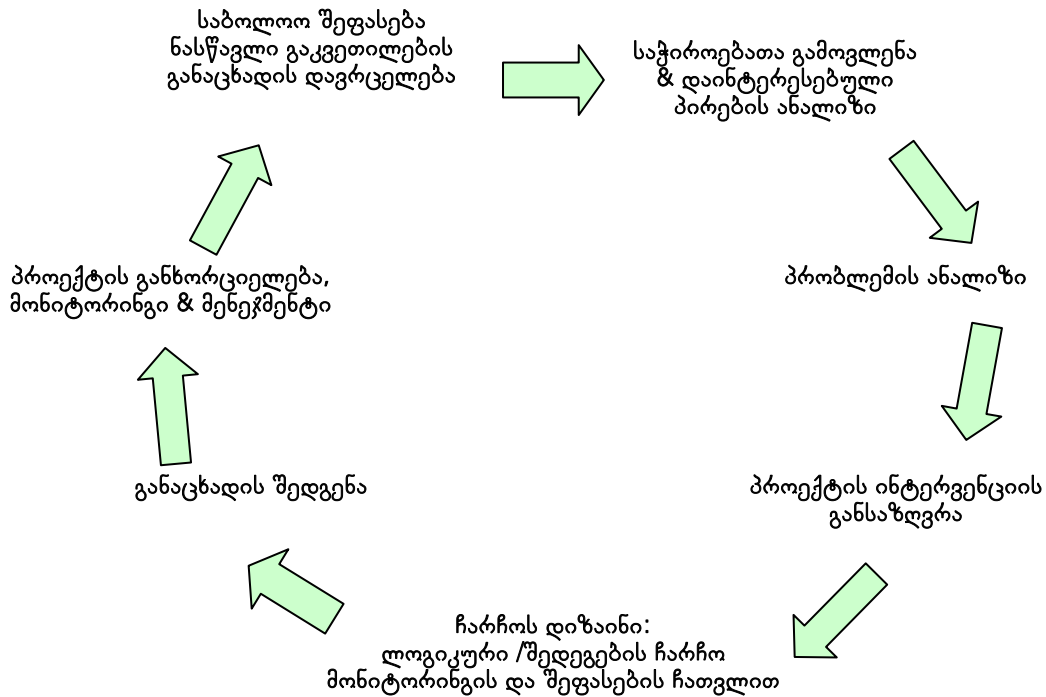 საბოლოო შეფასება
ნასწავლი გაკვეთილების
განაცხადის დავრცელება
საჭიროებათა გამოვლენა
& დაინტერესებული
პირების ანალიზი
პრობლემის ანალიზი
პროექტის ინტერვენციის
განსაზღვრა
ჩარჩოს დიზაინი:
ლოგიკური /შედეგების ჩარჩო
მონიტორინგის და შეფასების ჩათვლით
განაცხადის შედგენა
პროექტის განხორციელება,
მონიტორინგი & მენეჯმენტი